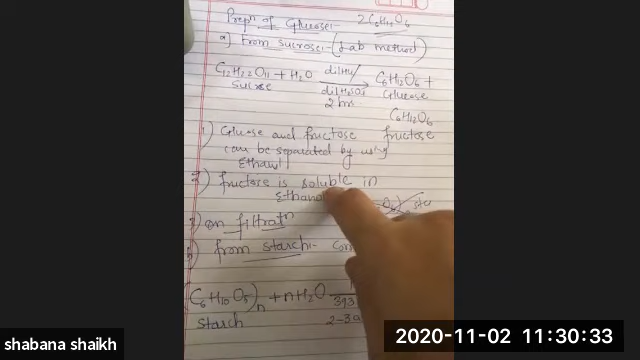 Prepn of Glucose:- 2C6H12O6
a) from sucrose:- (Lab method)
C12H22O11 + H2O dil HCl/ C6H12O6 +
sucrose dil H2SO4 Glucose
2 hrs
C6H12O6
1) Glucose and fructose fructose
can be separated by using
Ethanol
2) fructose is soluble in
Ethanol
3) on filtratn
b) from starch-
(C6H10O5)n + nH2O 393
starch 2-3
shabana shaikh
2020-11-02 11:30:33